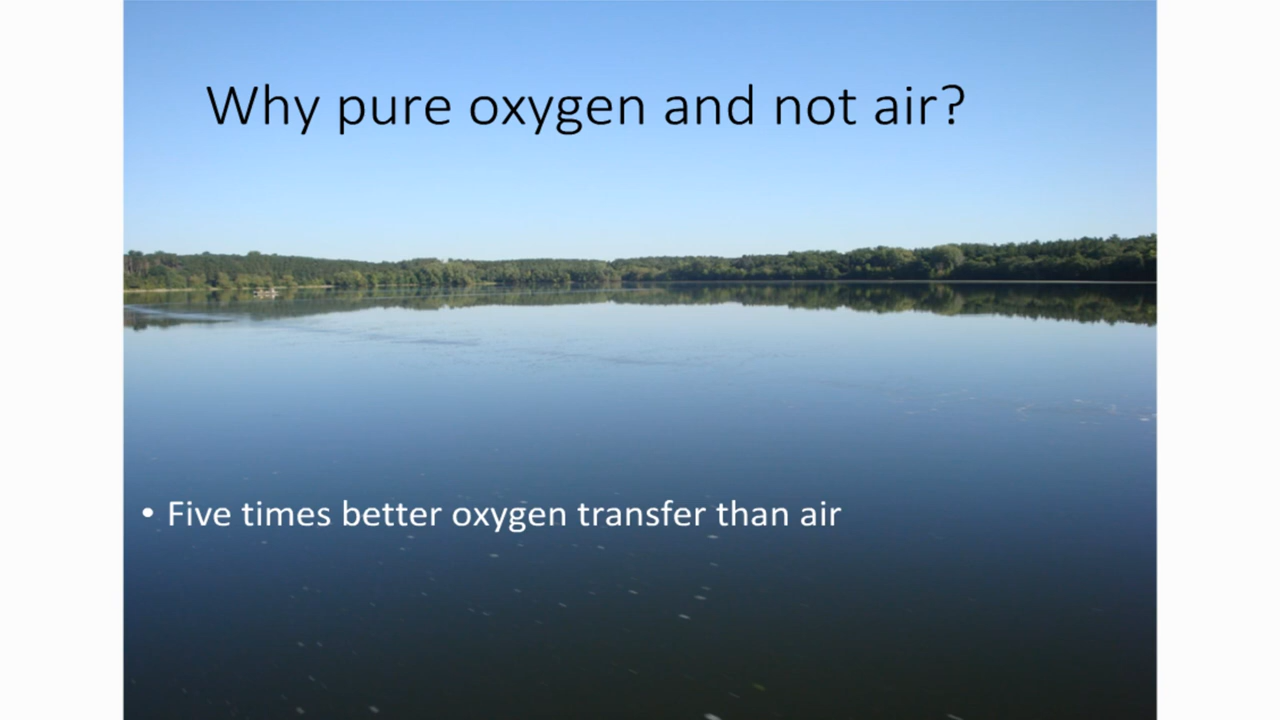 Why pure oxygen and not air?
• Five times better oxygen transfer than air